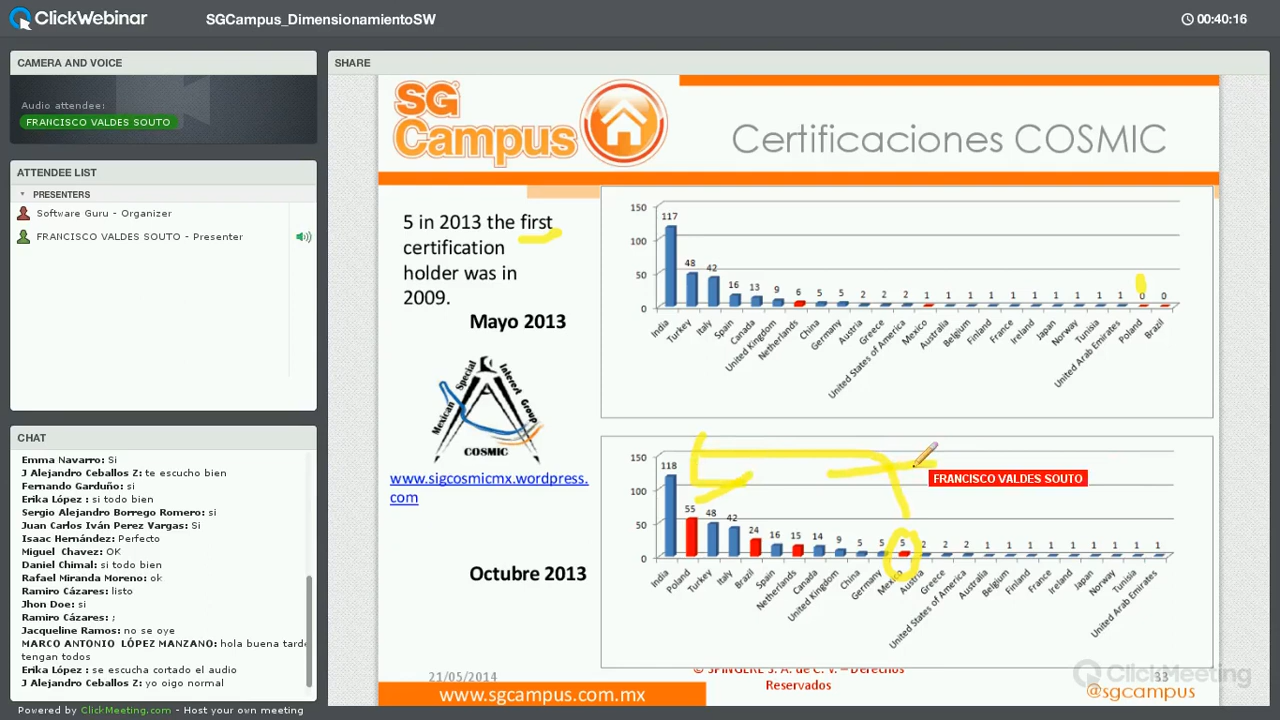 ClickWebinar
SGCampus_DimensionamientoSW
00:40:16
CAMERA AND VOICE
Audio attendee:
FRANCISCO VALDES SOUTO
ATTENDEE LIST
PRESENTERS
Software Guru - Organizer
FRANCISCO VALDES SOUTO - Presenter
CHAT
Emma Navarro: Si
J Alejandro Ceballos Z: te escucho bien
Fernando Garduño: si
Erika López: si todo bien
Sergio Alejandro Borrego Romero: si
Juan Carlos Iván Perez Vargas: Si
Isaac Hernández: Perfecto
Miguel Chavez: OK
Daniel Chimal: si todo bien
Rafael Miranda Moreno: ok
Ramiro Cázares: listo
Jhon Doe: si
Ramiro Cázares: ;
Jacqueline Ramos: no se oye
MARCO ANTONIO LÓPEZ MANZANO: hola buena tarde
tengan todos
Erika López: se escucha cortado el audio
J Alejandro Ceballos Z: yo oigo normal
Powered by ClickMeeting.com - Host your own meeting
SHARE
SG
Campus
Certificaciones COSMIC
5 in 2013 the first
certification
holder was in
2009.
Mayo 2013
150
100
50
0
117 48 42 16 13 9 6 5 5 2 2 2 1 1 1 1 1 1 1 1 1 0 0
India
Turkey
Italy
Spain
Canada
United Kingdom
Netherlands
China
Germany
Austria
Greece
United States of America
Mexico
Australia
Belgium
Finland
France
Ireland
Japan
Norway
Tunisia
United Arab Emirates
Poland
Brazil
Mexican Special Interest Group
COSMIC
www.sigcosmicmx.wordpress.
com
Octubre 2013
150
100
50
0
118 55 48 42 24 16 15 14 9 5 5 5 2 2 2 1 1 1 1 1 1 1 1 1
India
Poland
Turkey
Italy
Brazil
Spain
Netherlands
Canada
United Kingdom
China
Germany
Mexico
Austria
Greece
United States of America
Australia
Belgium
Finland
France
Ireland
Japan
Norway
Tunisia
United Arab Emirates
FRANCISCO VALDES SOUTO
21/05/2014
© SPINGERE S. A. de C. V. – Derechos
Reservados
33
www.sgcampus.com.mx
ClickMeeting
@sgcampus